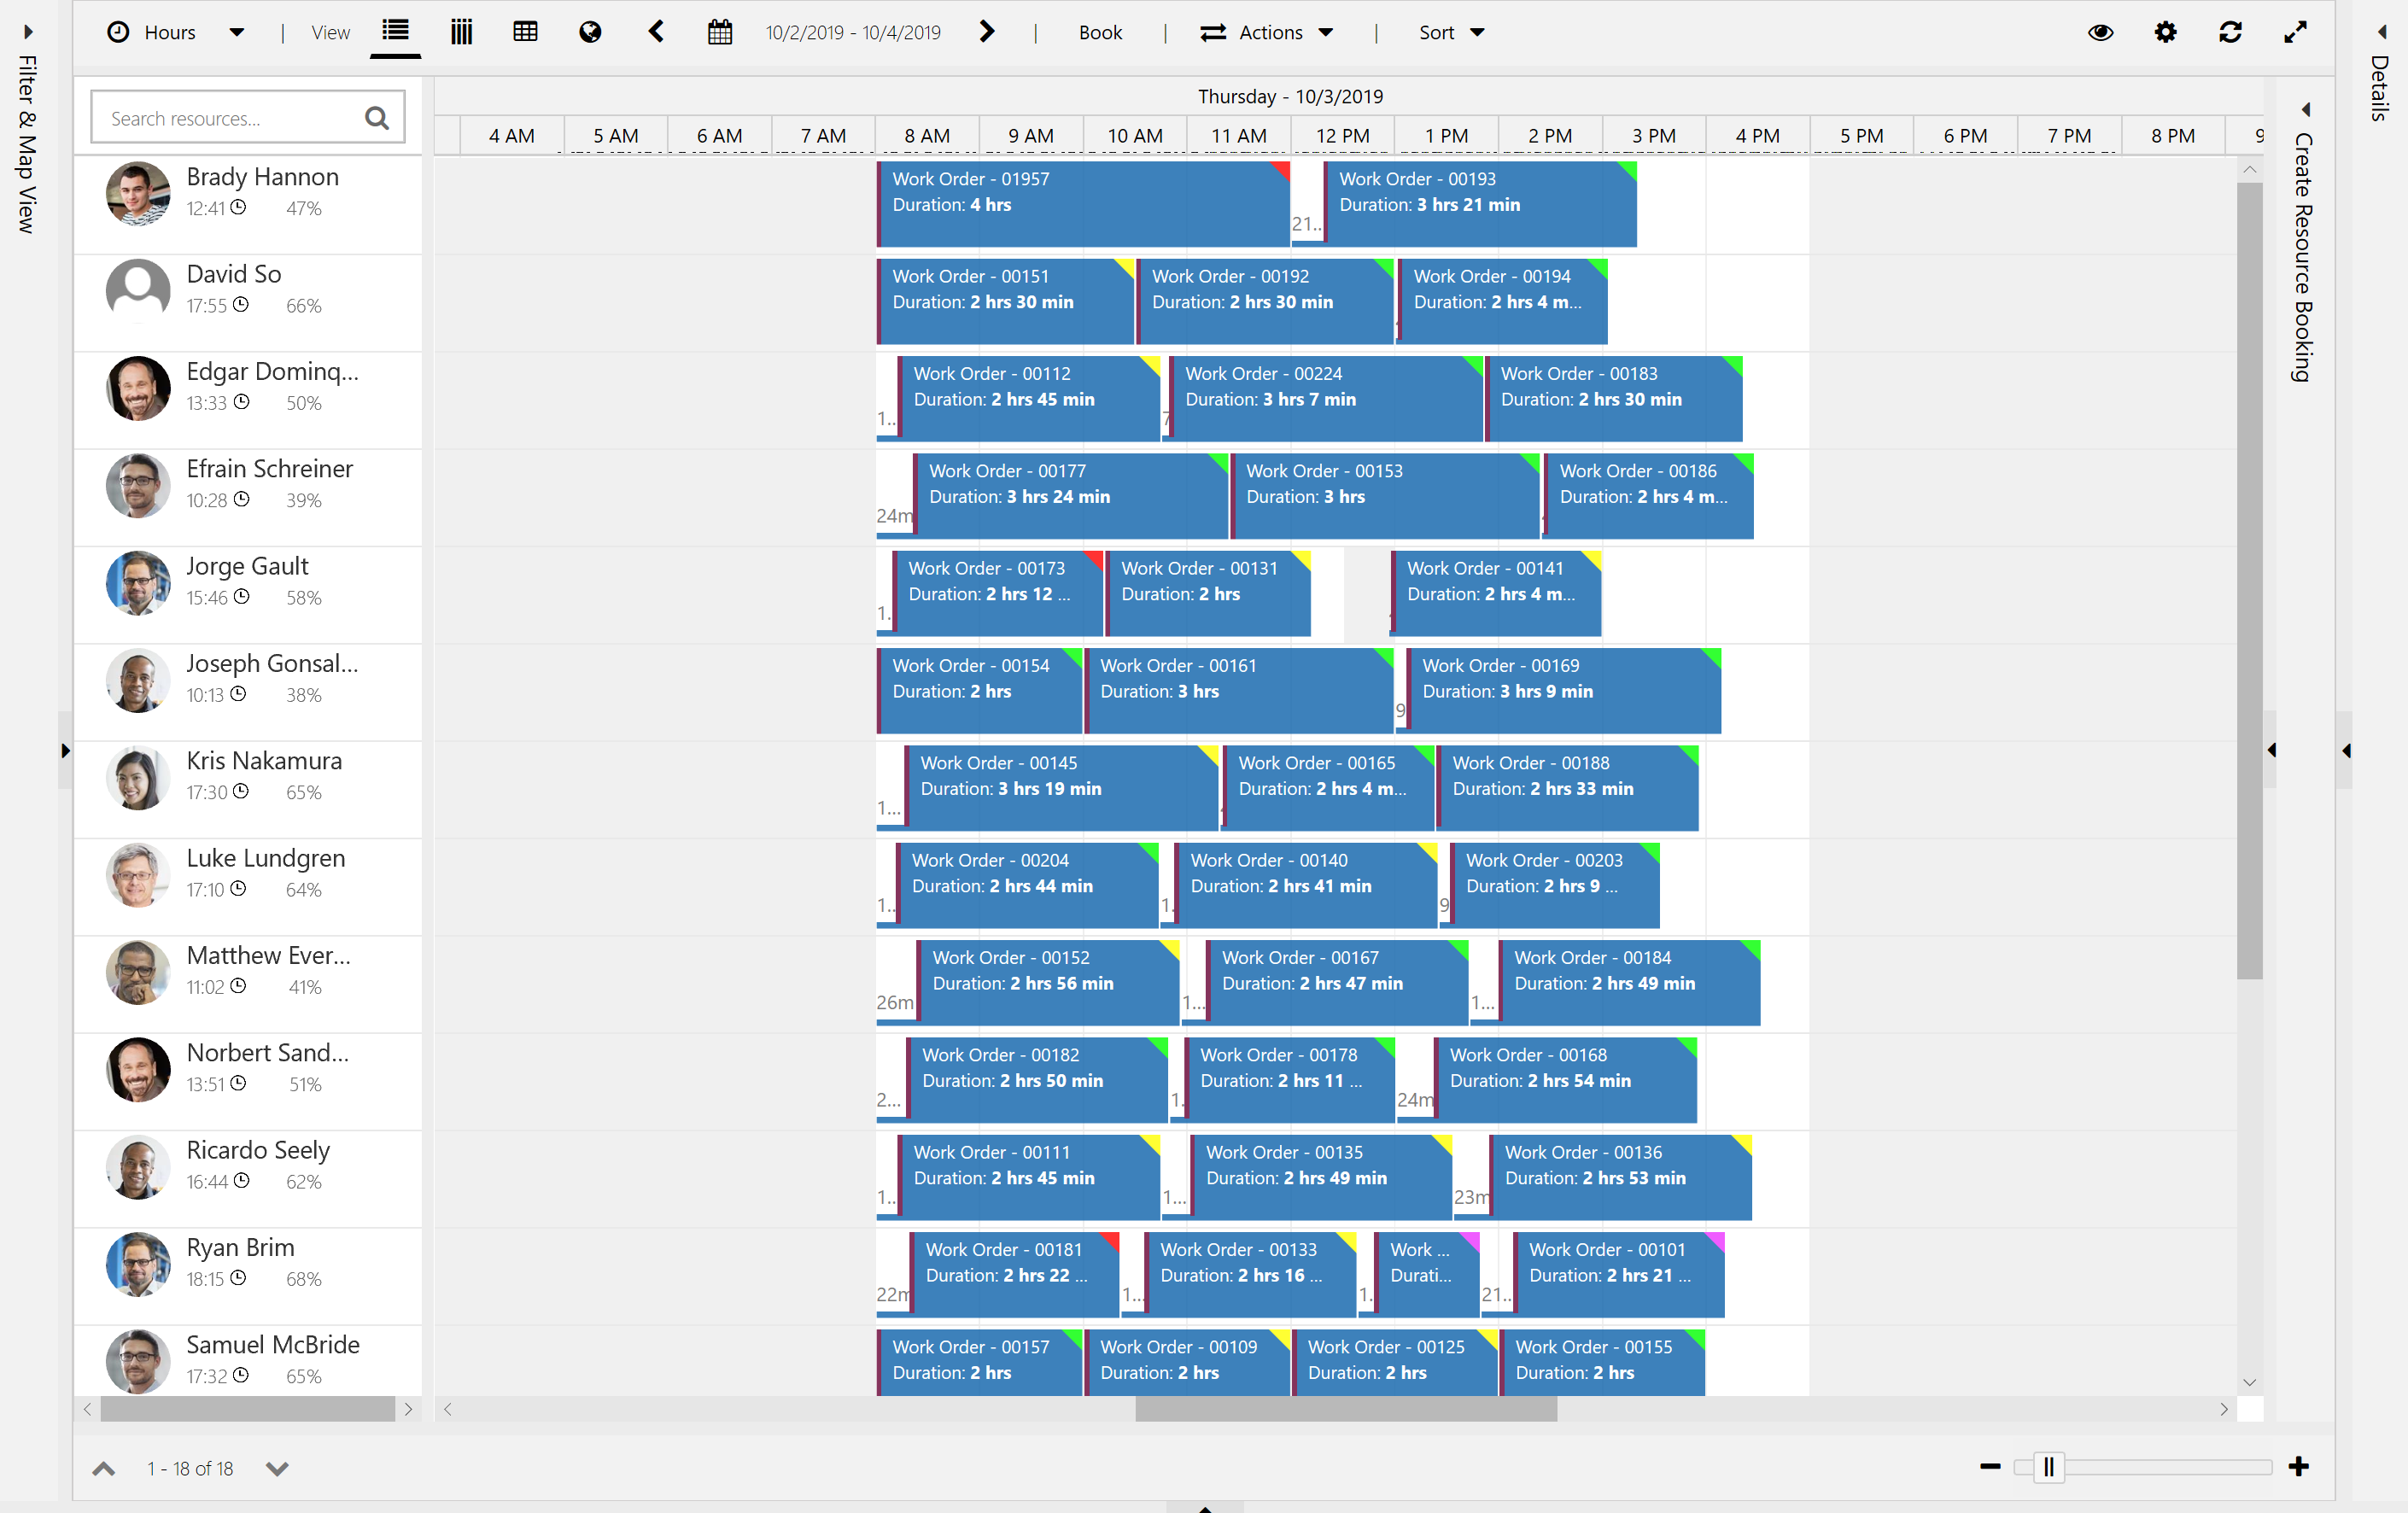 Hours | View 10/2/2019 - 10/4/2019 | Book | Actions | Sort
Filter & Map View
Details
Create Resource Booking
Search resources...
Thursday - 10/3/2019
4 AM 5 AM 6 AM 7 AM 8 AM 9 AM 10 AM 11 AM 12 PM 1 PM 2 PM 3 PM 4 PM 5 PM 6 PM 7 PM 8 PM 9
Brady Hannon
12:41 47%
Work Order - 01957
Duration: 4 hrs
21..
Work Order - 00193
Duration: 3 hrs 21 min
David So
17:55 66%
Work Order - 00151
Duration: 2 hrs 30 min
Work Order - 00192
Duration: 2 hrs 30 min
Work Order - 00194
Duration: 2 hrs 4 m...
Edgar Dominq...
13:33 50%
1..
Work Order - 00112
Duration: 2 hrs 45 min
7
Work Order - 00224
Duration: 3 hrs 7 min
Work Order - 00183
Duration: 2 hrs 30 min
Efrain Schreiner
10:28 39%
24m
Work Order - 00177
Duration: 3 hrs 24 min
Work Order - 00153
Duration: 3 hrs
Work Order - 00186
Duration: 2 hrs 4 m...
Jorge Gault
15:46 58%
1.
Work Order - 00173
Duration: 2 hrs 12 ...
Work Order - 00131
Duration: 2 hrs
Work Order - 00141
Duration: 2 hrs 4 m...
Joseph Gonsal...
10:13 38%
Work Order - 00154
Duration: 2 hrs
Work Order - 00161
Duration: 3 hrs
9
Work Order - 00169
Duration: 3 hrs 9 min
Kris Nakamura
17:30 65%
1...
Work Order - 00145
Duration: 3 hrs 19 min
Work Order - 00165
Duration: 2 hrs 4 m...
Work Order - 00188
Duration: 2 hrs 33 min
Luke Lundgren
17:10 64%
1..
Work Order - 00204
Duration: 2 hrs 44 min
1.
Work Order - 00140
Duration: 2 hrs 41 min
9
Work Order - 00203
Duration: 2 hrs 9 ...
Matthew Ever...
11:02 41%
26m
Work Order - 00152
Duration: 2 hrs 56 min
1...
Work Order - 00167
Duration: 2 hrs 47 min
1...
Work Order - 00184
Duration: 2 hrs 49 min
Norbert Sand...
13:51 51%
2...
Work Order - 00182
Duration: 2 hrs 50 min
1.
Work Order - 00178
Duration: 2 hrs 11 ...
24m
Work Order - 00168
Duration: 2 hrs 54 min
Ricardo Seely
16:44 62%
1..
Work Order - 00111
Duration: 2 hrs 45 min
1...
Work Order - 00135
Duration: 2 hrs 49 min
23m
Work Order - 00136
Duration: 2 hrs 53 min
Ryan Brim
18:15 68%
22m
Work Order - 00181
Duration: 2 hrs 22 ...
1...
Work Order - 00133
Duration: 2 hrs 16 ...
1.
Work ...
Durati...
21..
Work Order - 00101
Duration: 2 hrs 21 ...
Samuel McBride
17:32 65%
Work Order - 00157
Duration: 2 hrs
Work Order - 00109
Duration: 2 hrs
Work Order - 00125
Duration: 2 hrs
Work Order - 00155
Duration: 2 hrs
1 - 18 of 18